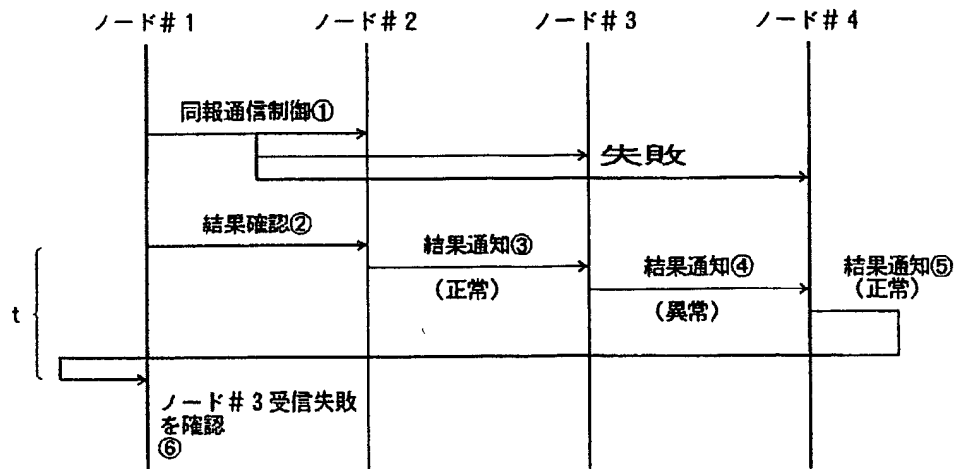 ノード#1
ノード#2
ノード#3
ノード#4
同報通信制御①
失敗
結果確認②
結果通知③
(正常)
結果通知④
(異常)
結果通知⑤
(正常)
t
ノード#3受信失敗
を確認
⑥